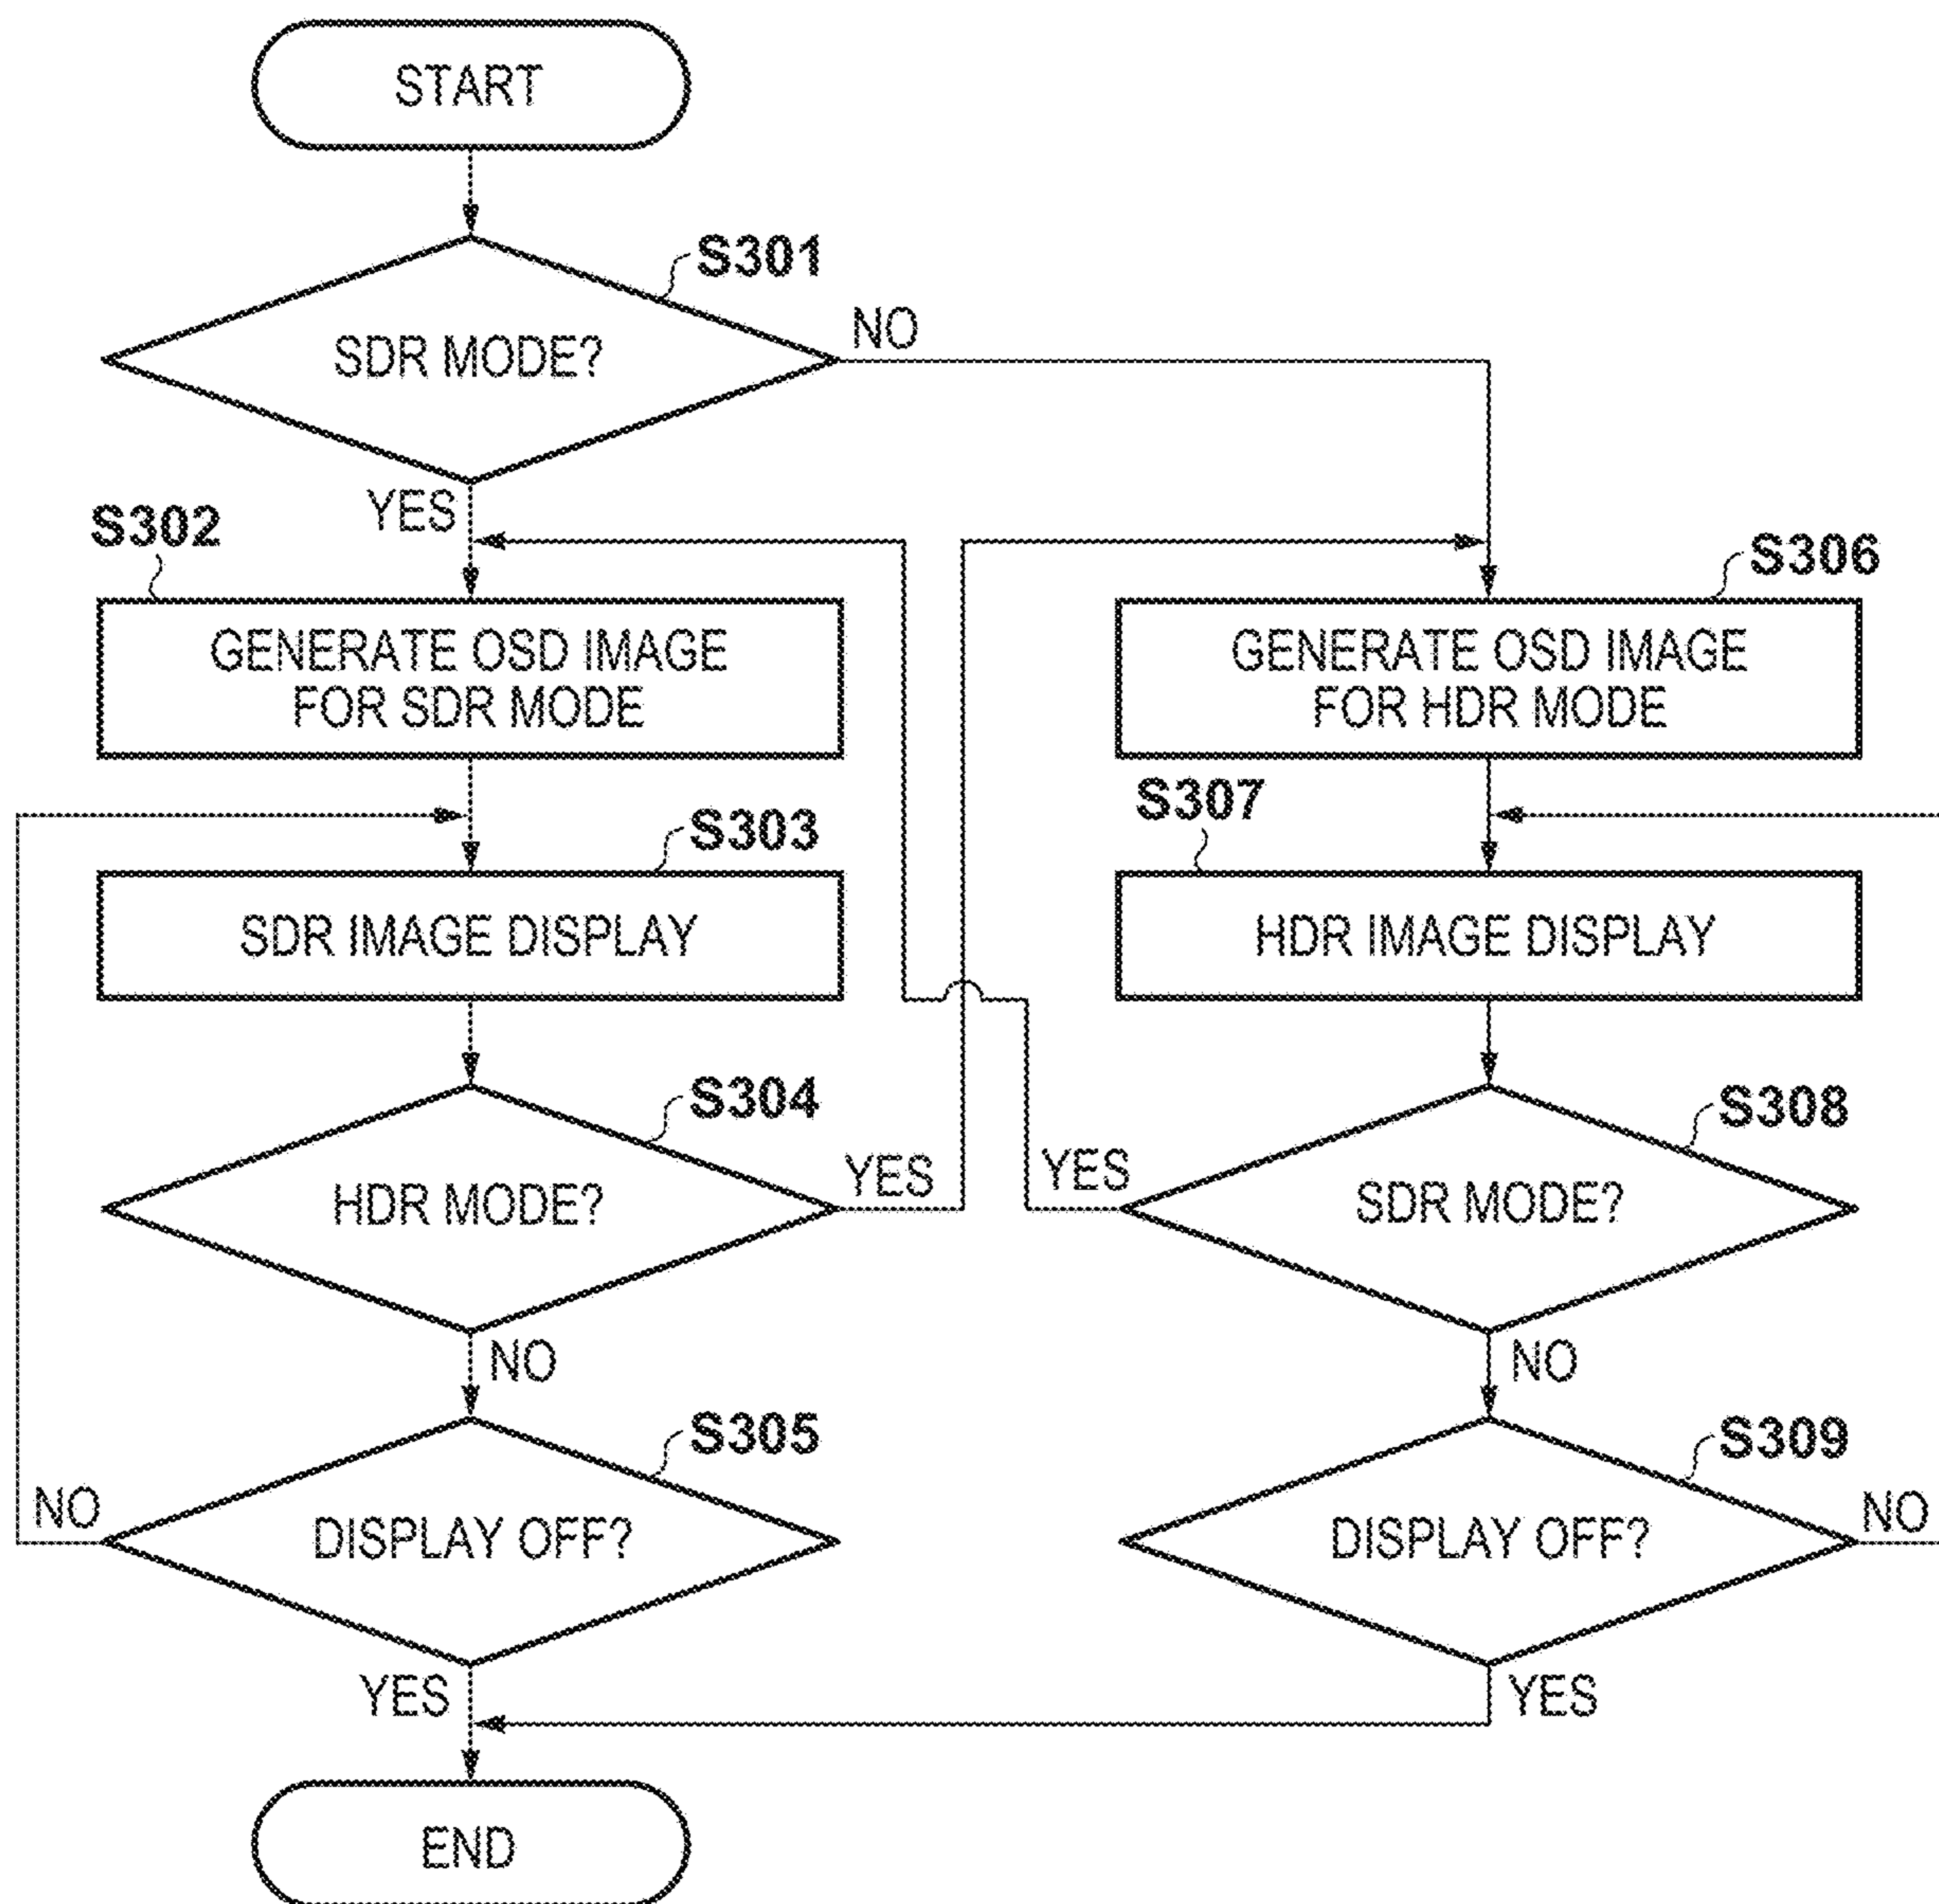 START
S301
SDR MODE?
NO
YES
S302
GENERATE OSD IMAGE
FOR SDR MODE
S306
GENERATE OSD IMAGE
FOR HDR MODE
S303
SDR IMAGE DISPLAY
S307
HDR IMAGE DISPLAY
S304
HDR MODE?
YES
NO
S308
SDR MODE?
YES
NO
S305
DISPLAY OFF?
NO
YES
S309
DISPLAY OFF?
NO
YES
END